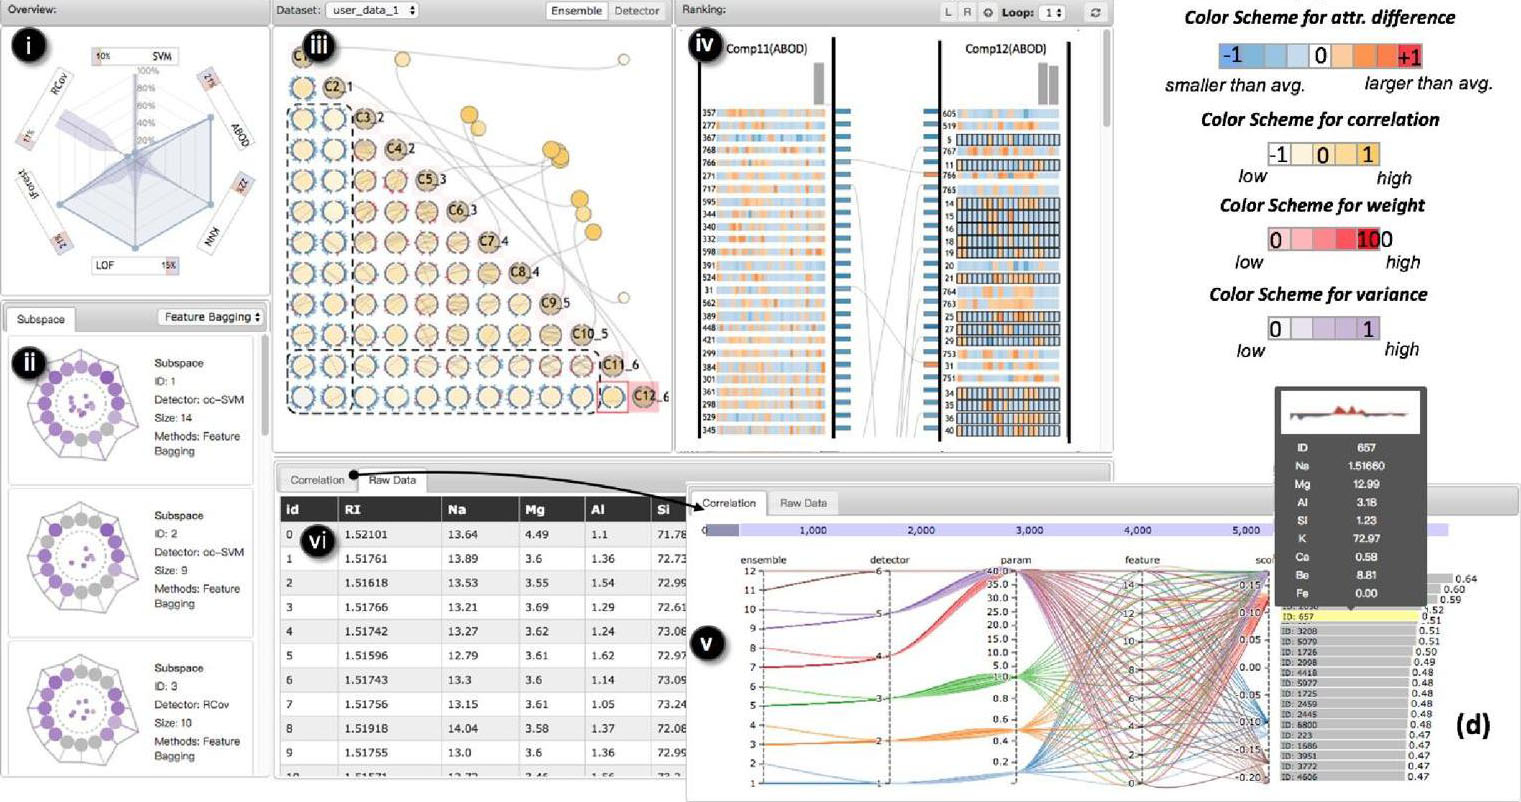 Overview:
i
10% SVM
100%
80%
60%
40%
20%
21%
ABOD
22%
KNN
LOF 15%
21%
iForest
11%
RCov
Subspace
Feature Bagging
ii
Subspace
ID: 1
Detector: oc-SVM
Size: 14
Methods: Feature
Bagging
Subspace
ID: 2
Detector: oc-SVM
Size: 9
Methods: Feature
Bagging
Subspace
ID: 3
Detector: RCov
Size: 10
Methods: Feature
Bagging
Dataset: user_data_1 Ensemble Detector
iii
C2_1
C3_2
C4_2
C5_3
C6_3
C7_4
C8_4
C9_5
C10_5
C11_6
C12_6
Ranking: L R Loop: 1
iv
Comp11(ABOD) Comp12(ABOD)
357
277
367
768
766
271
717
595
344
340
332
598
391
524
31
562
389
448
421
299
384
301
361
298
529
345
605
519
5
767
11
766
765
14
15
16
18
19
20
21
764
763
25
27
29
753
31
751
34
35
36
40
Color Scheme for attr. difference
-1 0 +1
smaller than avg. larger than avg.
Color Scheme for correlation
-1 0 1
low high
Color Scheme for weight
0 100
low high
Color Scheme for variance
0 1
low high
Correlation Raw Data
vi
id RI Na Mg Al Si
0 1.52101 13.64 4.49 1.1 71.78
1 1.51761 13.89 3.6 1.36 72.73
2 1.51618 13.53 3.55 1.54 72.99
3 1.51766 13.21 3.69 1.29 72.61
4 1.51742 13.27 3.62 1.24 73.08
5 1.51596 12.79 3.61 1.62 72.97
6 1.51743 13.3 3.6 1.14 73.09
7 1.51756 13.15 3.61 1.05 73.24
8 1.51918 14.04 3.58 1.37 72.08
9 1.51755 13.0 3.6 1.36 72.99
Correlation Raw Data
0 1,000 2,000 3,000 4,000 5,000
v
ensemble detector param feature
12
11
10
9
8
7
6
5
4
3
2
1
6
5
4
3
2
1
40.0
35.0
30.0
25.0
20.0
15.0
10.0
5.0
1.0
0.8
0.6
0.4
0.2
14
12
10
8
6
4
2
0
0.15
0.10
0.05
0.00
-0.05
-0.10
-0.15
-0.20
ID 657
Na 1.51660
Mg 12.99
Al 3.18
Si 1.23
K 72.97
Ca 0.58
Ba 8.81
Fe 0.00
0.64
0.60
0.59
ID: 657
ID: 3208 0.51
ID: 5079 0.51
ID: 1726 0.50
ID: 2998 0.49
ID: 4418 0.48
ID: 5977 0.48
ID: 1725 0.48
ID: 2459 0.48
ID: 2445 0.48
ID: 6800 0.48
ID: 223 0.47
ID: 1686 0.47
ID: 3951 0.47
ID: 3772 0.47
ID: 4606 0.47
(d)